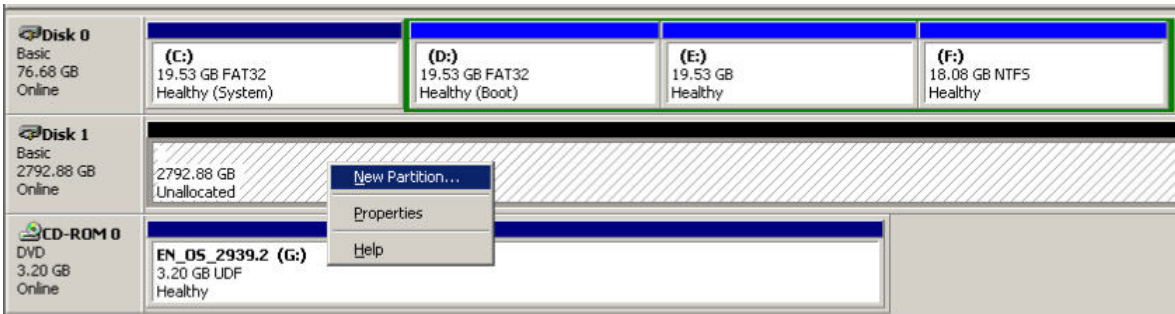 Disk 0
Basic
76.68 GB
Online
(C:)
19.53 GB FAT32
Healthy (System)
(D:)
19.53 GB FAT32
Healthy (Boot)
(E:)
19.53 GB
Healthy
(F:)
18.08 GB NTFS
Healthy
Disk 1
Basic
2792.88 GB
Online
2792.88 GB
Unallocated
New Partition...
Properties
Help
CD-ROM 0
DVD
3.20 GB
Online
EN_OS_2939.2 (G:)
3.20 GB UDF
Healthy